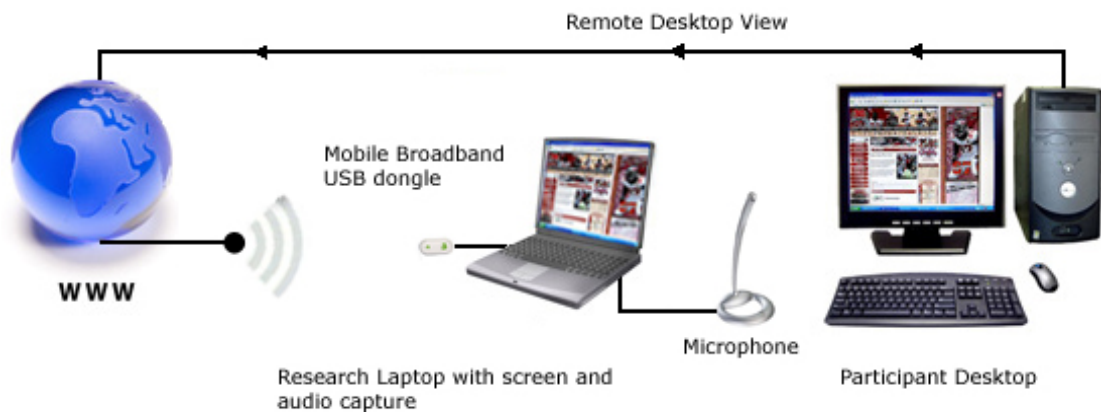 Remote Desktop View
Mobile Broadband
USB dongle
WWW
Microphone
Research Laptop with screen and
audio capture
Participant Desktop